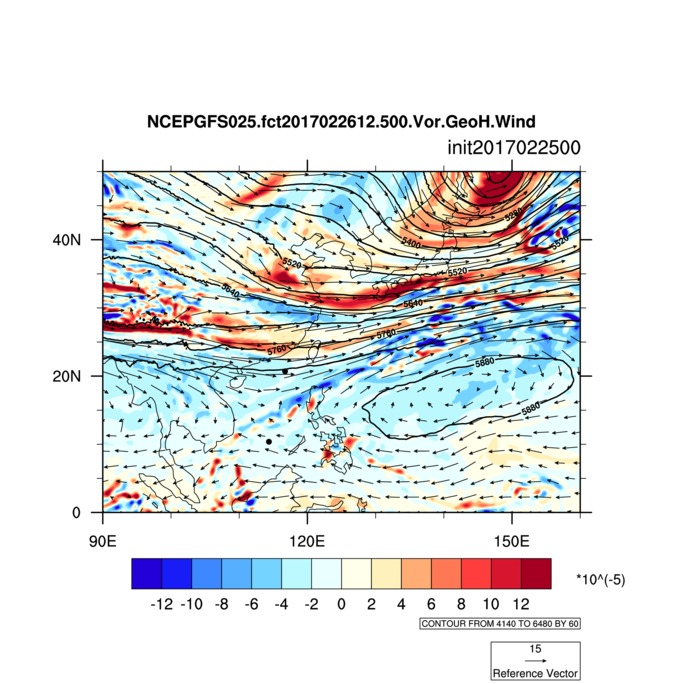 NCEPGFS025.fct2017022612.500.Vor.GeoH.Wind
init2017022500
5280
5400
5520
5520
5520
40N
5640
5640
5760
5760
5880
20N
5880
0
90E 120E 150E
-12 -10 -8 -6 -4 -2 0 2 4 6 8 10 12
*10^(-5)
CONTOUR FROM 4140 TO 6480 BY 60
15
Reference Vector